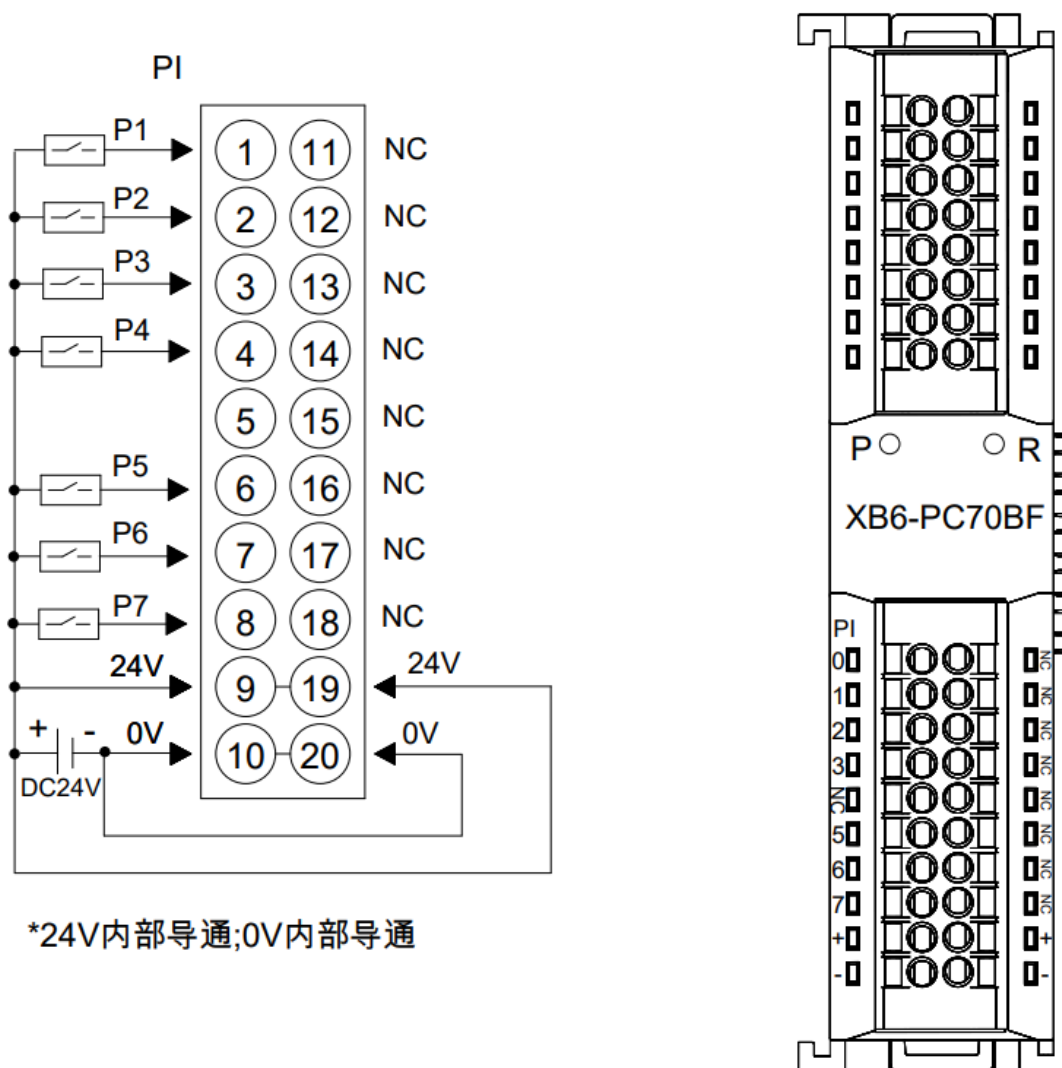 PI
P1 1 11 NC
P2 2 12 NC
P3 3 13 NC
P4 4 14 NC
5 15 NC
P5 6 16 NC
P6 7 17 NC
P7 8 18 NC
24V 9 19 24V
+ - 0V 10 20 0V
DC24V
*24V内部导通;0V内部导通
P R
XB6-PC70BF
PI
0 NC
1 NC
2 NC
3 NC
NC NC
5 NC
6 NC
7 NC
+ +
- -